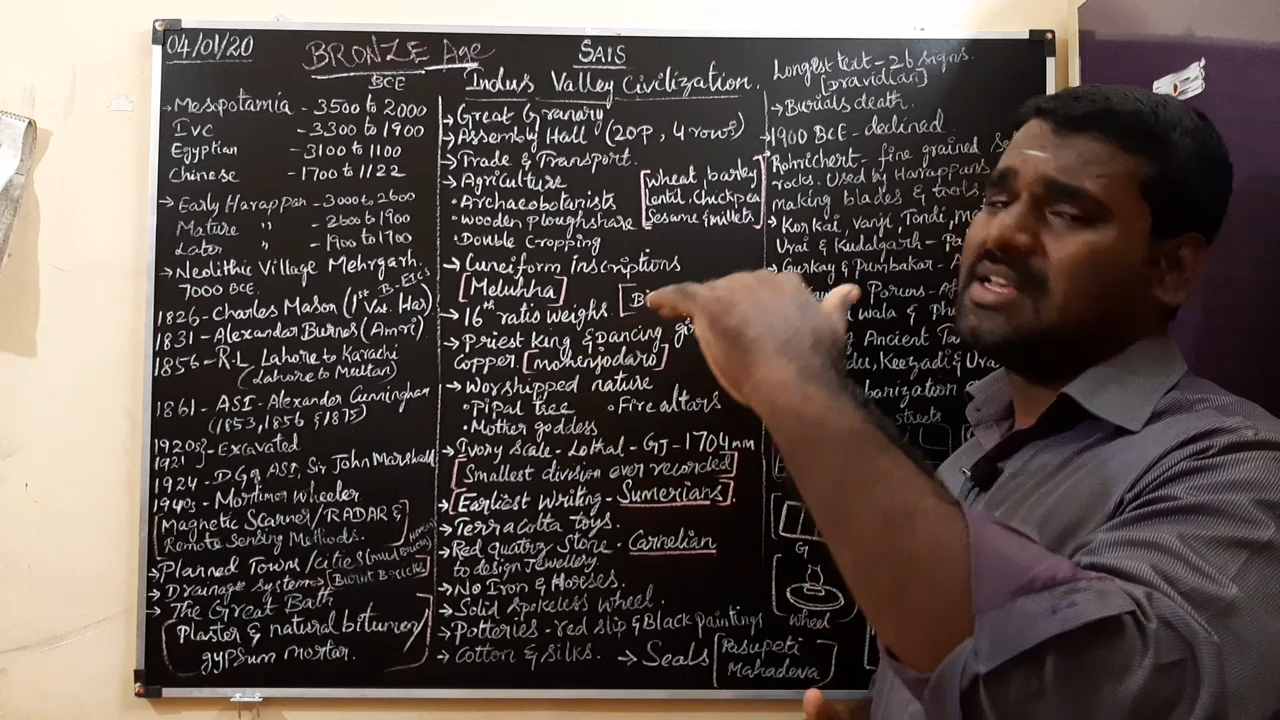 04/01/20
BRONZE Age
BCE
SAIS
Indus Valley Civilization.
→ Mesopotamia - 3500 to 2000
IVC - 3300 to 1900
Egyptian - 3100 to 1100
Chinese - 1700 to 1122
→ Early Harappan - 3000 to 2600
Mature " - 2600 to 1900
Later " - 1900 to 1700
→ Neolithic Village Mehrgarh.
7000 BCE.
1826 - Charles Mason (1st Vst. Har)
1831 - Alexandar Burnes (Amri)
1856 - R.L Lahore to Karachi
(Lahore to Multan)
1861 - ASI - Alexander Cunningham
(1853, 1856 & 1875)
1920s
1921 } - Excavated
1924 - DG of ASI, Sir John Marshall
1940s - Mortimer Wheeler
[Magnetic Scanner/RADAR &
Remote Sensing Methods.]
→ Planned Towns/cities (mud Bricks)
→ Drainage System → [Burnt Bricks]
→ The Great Bath
[Plaster & natural bitumen/
gypsum mortar.]
→ Great Granary
→ Assembly Hall (20P, 4 rows)
→ Trade & Transport.
→ Agriculture
• Archaeobotanists
• Wooden Ploughshare
• Double Cropping
[wheat, barley
lentil, Chickpea
Sesame & millets]
→ Cuneiform inscriptions
[Meluhha]
→ 16th ratio weighs.
→ Priest King & Dancing
Copper. [mohenjodaro]
→ Worshipped nature
• Pipal tree • Fire altars
• Mother goddess
→ Ivory scale - Lothal - GJ - 1704 mm
[Smallest division ever recorded]
→ [Earliest Writing - Sumerians].
→ Terracotta toys.
→ Red quatrz Stone - Carnelian
to design Jewellery.
→ No Iron & Horses.
→ Solid Spokeless wheel.
→ Potteries - red slip & Black paintings
→ Cotton & Silks. → Seals [Pasupeti
Mahadeva]
Longest text - 26 signs.
[Dravidian]
→ Burials death.
→ 1900 BCE - declined.
Rohrichert - fine grained
rocks. Used by Harappans
making blades & tools
→ Korkai, Vanji, Tondi,
Urai & Kudalgarh -
→ Gurkay & Pumbakar -
Poruns -
wala &
Ancient
Keezadi &
streets
G
wheel